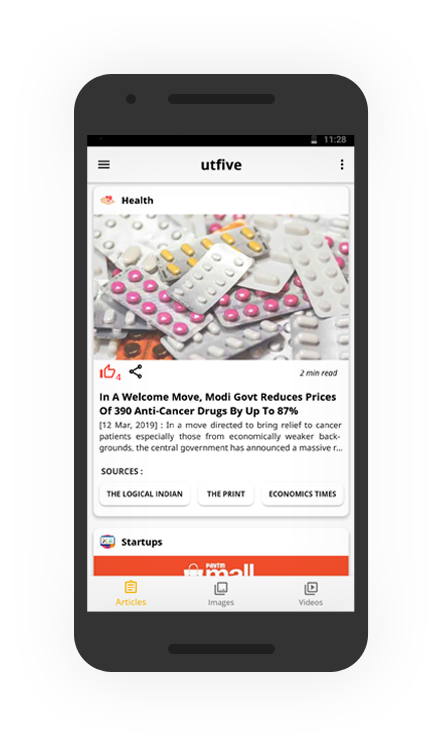 11:28
utfive
Health
4
2 min read
In A Welcome Move, Modi Govt Reduces Prices
Of 390 Anti-Cancer Drugs By Up To 87%
[12 Mar, 2019] : In a move directed to bring relief to cancer
patients especially those from economically weaker back-
grounds, the central government has announced a massive r...
SOURCES :
THE LOGICAL INDIAN THE PRINT ECONOMICS TIMES
Startups
PAYTM
mall
Articles Images Videos